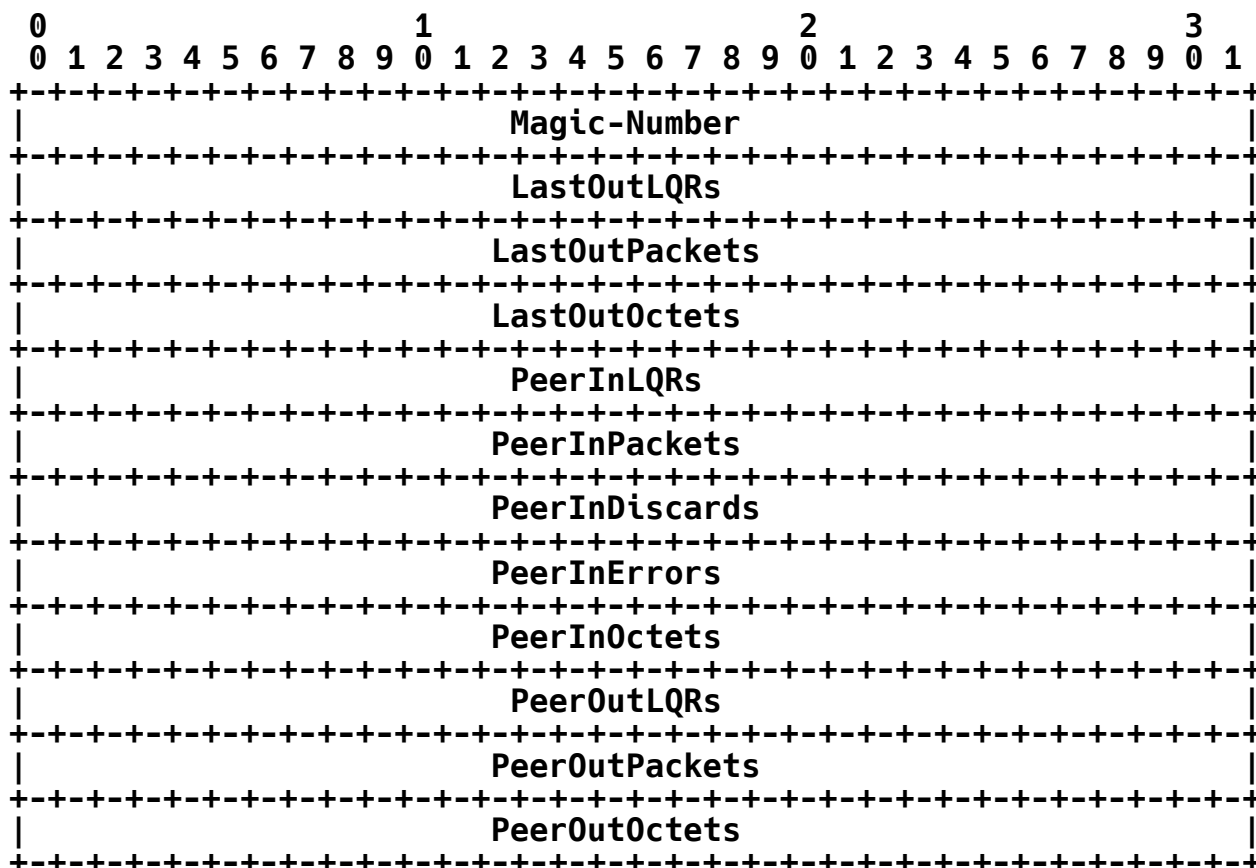 0                   1                   2                   3
 0 1 2 3 4 5 6 7 8 9 0 1 2 3 4 5 6 7 8 9 0 1 2 3 4 5 6 7 8 9 0 1
+-+-+-+-+-+-+-+-+-+-+-+-+-+-+-+-+-+-+-+-+-+-+-+-+-+-+-+-+-+-+-+-+
|                         Magic-Number                          |
+-+-+-+-+-+-+-+-+-+-+-+-+-+-+-+-+-+-+-+-+-+-+-+-+-+-+-+-+-+-+-+-+
|                         LastOutLQRs                           |
+-+-+-+-+-+-+-+-+-+-+-+-+-+-+-+-+-+-+-+-+-+-+-+-+-+-+-+-+-+-+-+-+
|                        LastOutPackets                         |
+-+-+-+-+-+-+-+-+-+-+-+-+-+-+-+-+-+-+-+-+-+-+-+-+-+-+-+-+-+-+-+-+
|                        LastOutOctets                          |
+-+-+-+-+-+-+-+-+-+-+-+-+-+-+-+-+-+-+-+-+-+-+-+-+-+-+-+-+-+-+-+-+
|                         PeerInLQRs                            |
+-+-+-+-+-+-+-+-+-+-+-+-+-+-+-+-+-+-+-+-+-+-+-+-+-+-+-+-+-+-+-+-+
|                        PeerInPackets                          |
+-+-+-+-+-+-+-+-+-+-+-+-+-+-+-+-+-+-+-+-+-+-+-+-+-+-+-+-+-+-+-+-+
|                        PeerInDiscards                         |
+-+-+-+-+-+-+-+-+-+-+-+-+-+-+-+-+-+-+-+-+-+-+-+-+-+-+-+-+-+-+-+-+
|                        PeerInErrors                           |
+-+-+-+-+-+-+-+-+-+-+-+-+-+-+-+-+-+-+-+-+-+-+-+-+-+-+-+-+-+-+-+-+
|                        PeerInOctets                           |
+-+-+-+-+-+-+-+-+-+-+-+-+-+-+-+-+-+-+-+-+-+-+-+-+-+-+-+-+-+-+-+-+
|                         PeerOutLQRs                           |
+-+-+-+-+-+-+-+-+-+-+-+-+-+-+-+-+-+-+-+-+-+-+-+-+-+-+-+-+-+-+-+-+
|                        PeerOutPackets                         |
+-+-+-+-+-+-+-+-+-+-+-+-+-+-+-+-+-+-+-+-+-+-+-+-+-+-+-+-+-+-+-+-+
|                        PeerOutOctets                          |
+-+-+-+-+-+-+-+-+-+-+-+-+-+-+-+-+-+-+-+-+-+-+-+-+-+-+-+-+-+-+-+-+